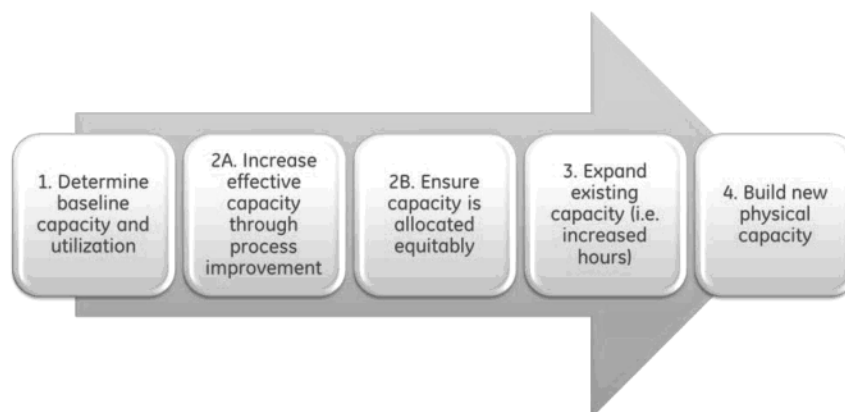 1. Determine
baseline
capacity and
utilization
2A. Increase
effective
capacity
through
process
improvement
2B. Ensure
capacity is
allocated
equitably
3. Expand
existing
capacity (i.e.
increased
hours)
4. Build new
physical
capacity